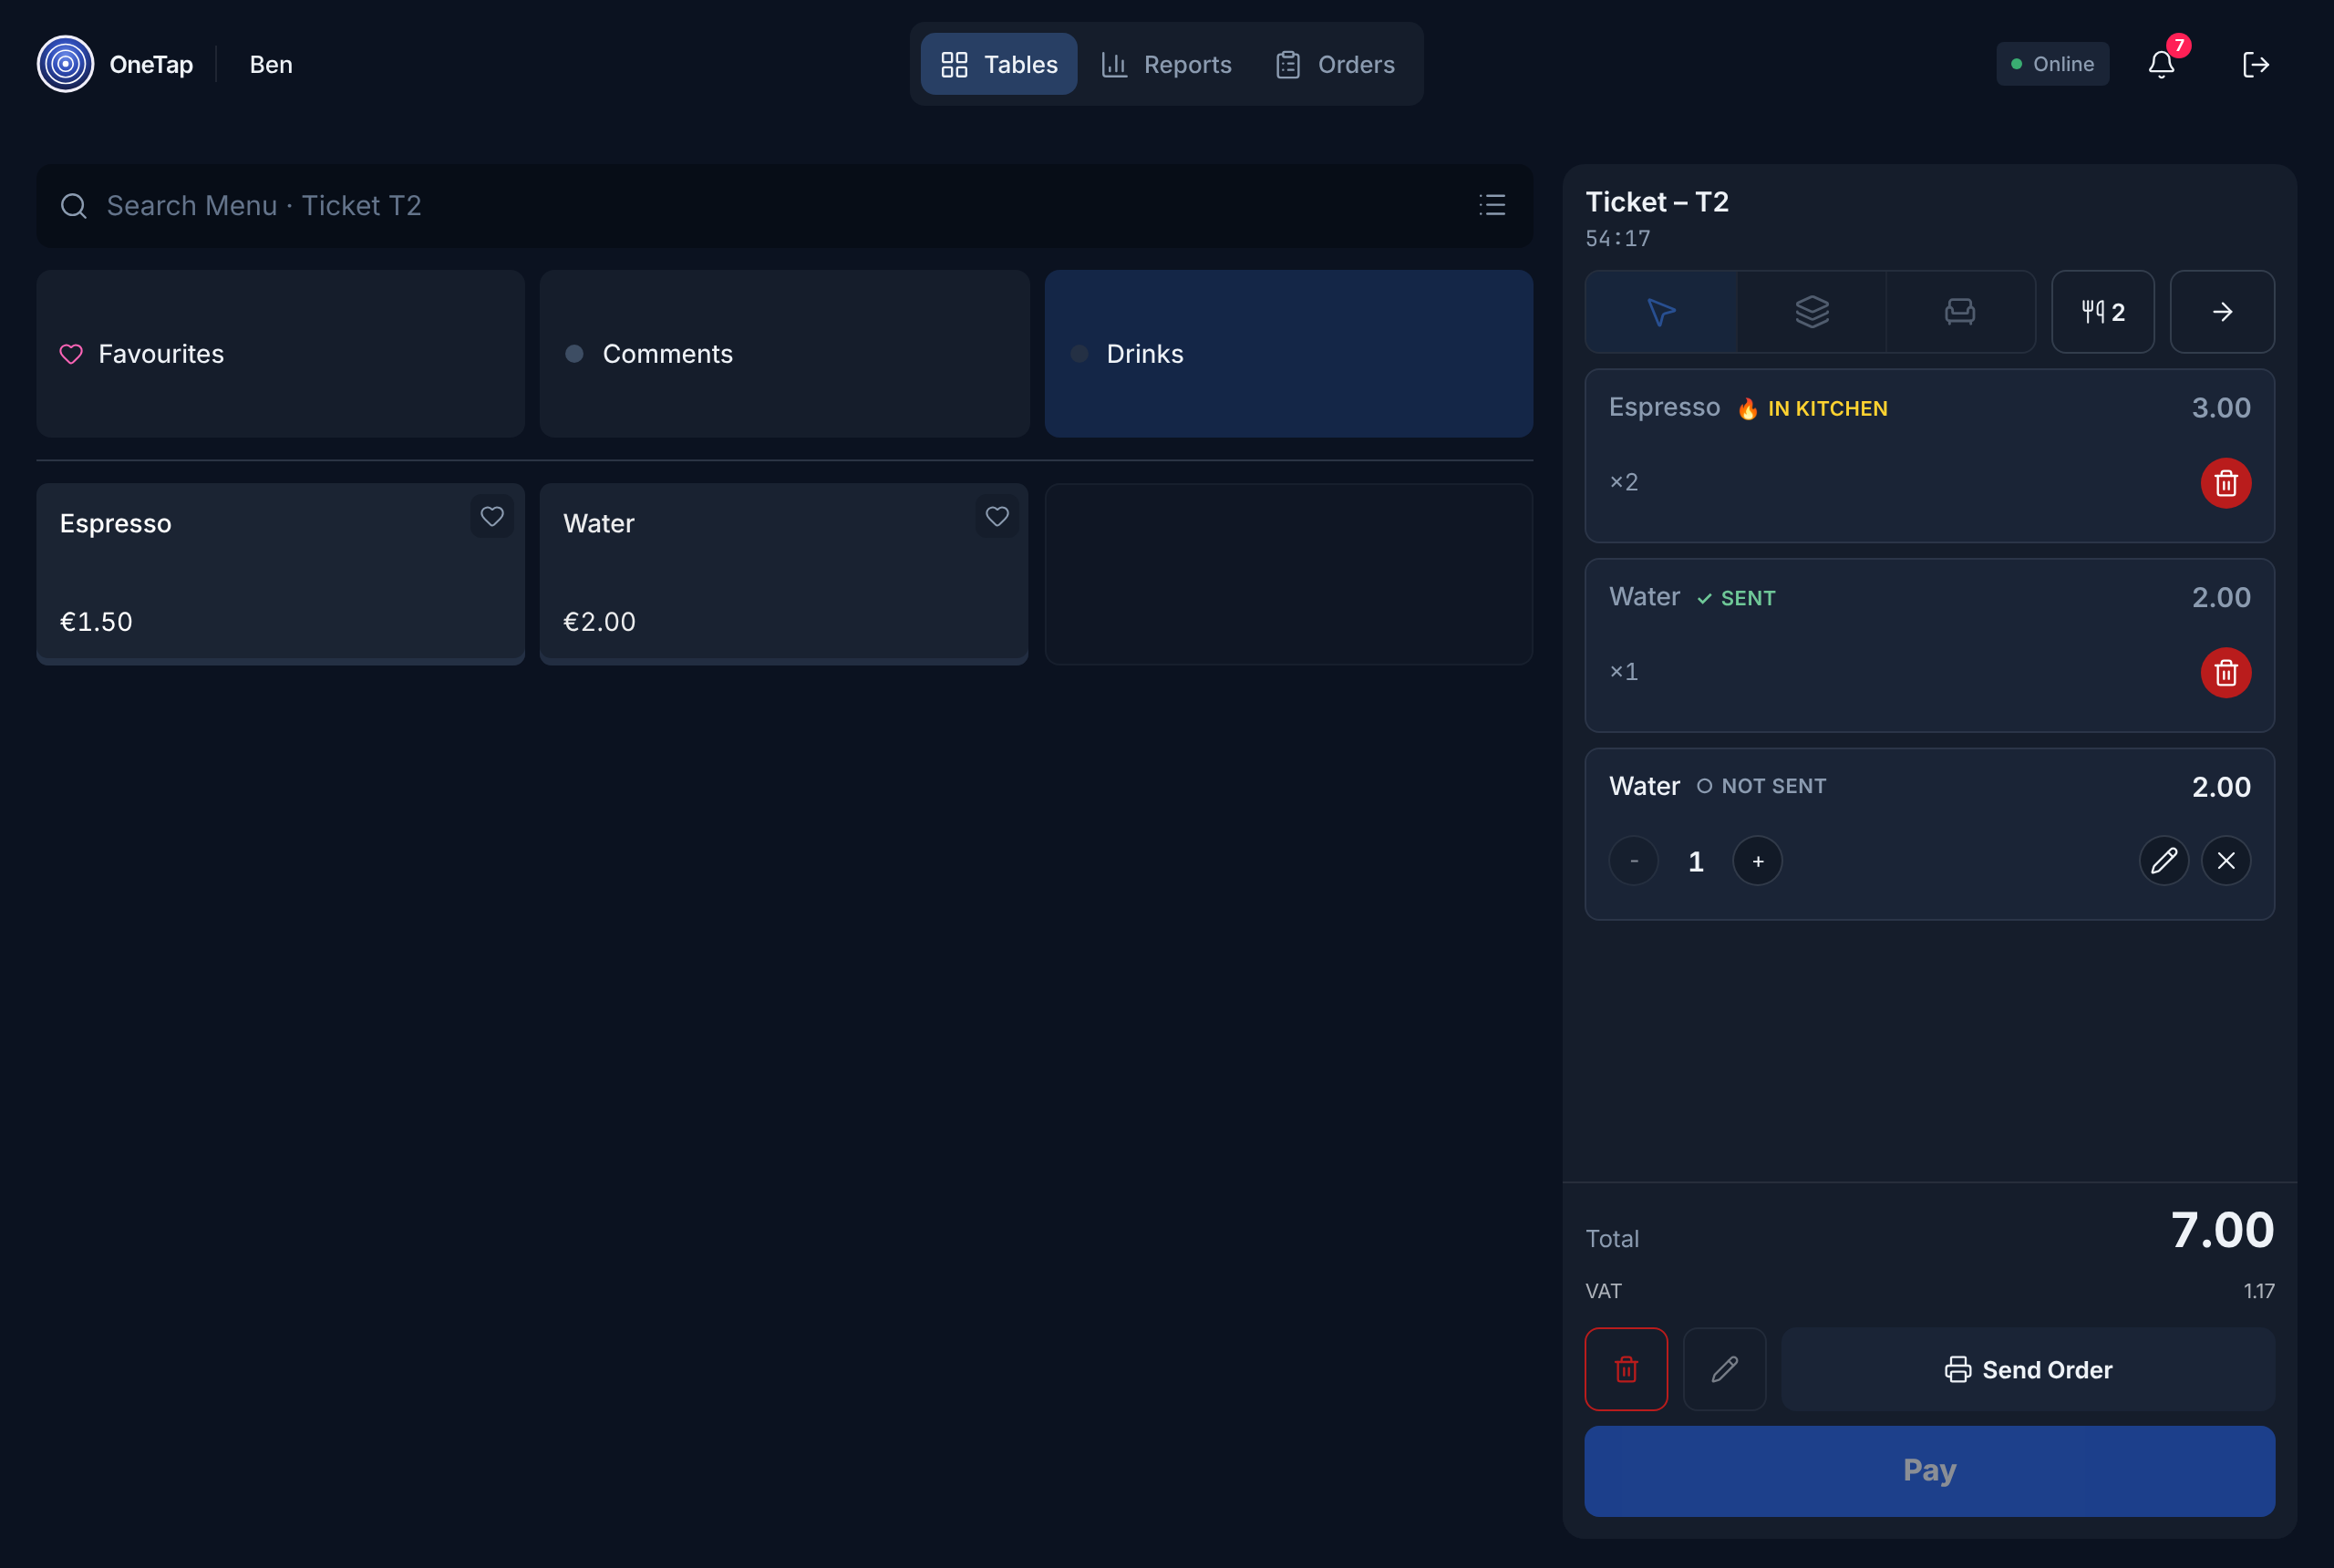 OneTap
Ben
Tables
Reports
Orders
Online
7
Search Menu · Ticket T2
Favourites
Comments
Drinks
Espresso
€1.50
Water
€2.00
Ticket – T2
54:17
2
Espresso 🔥 IN KITCHEN 3.00
×2
Water ✓ SENT 2.00
×1
Water ○ NOT SENT 2.00
- 1 +
Total 7.00
VAT 1.17
Send Order
Pay